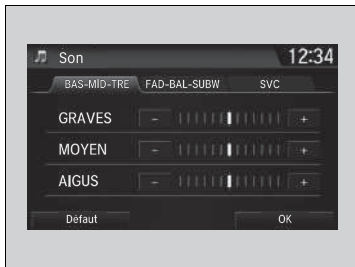 Son 12:34
BAS-MID-TRE FAD-BAL-SUBW SVC
GRAVES - +
MOYEN - +
AIGUS - +
Défaut OK